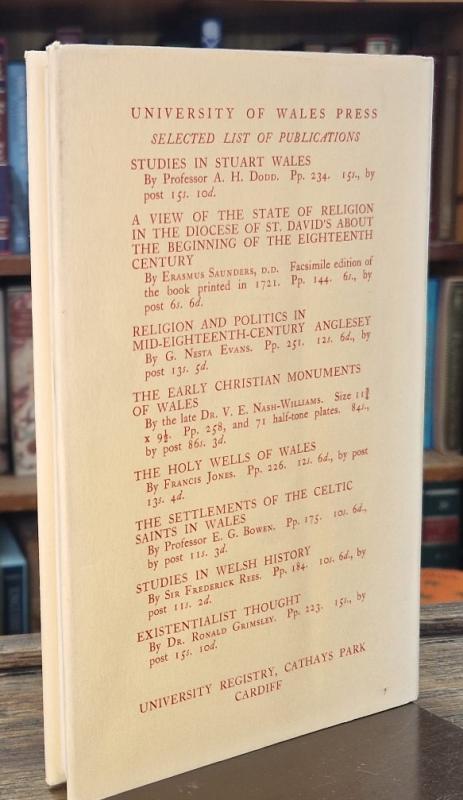 UNIVERSITY OF WALES PRESS
SELECTED LIST OF PUBLICATIONS
STUDIES IN STUART WALES
By Professor A. H. Dodd. Pp. 234. 15s., by
post 15s. 10d.
A VIEW OF THE STATE OF RELIGION
IN THE DIOCESE OF ST. DAVID'S ABOUT
THE BEGINNING OF THE EIGHTEENTH
CENTURY
By Erasmus Saunders, D.D. Facsimile edition of
the book printed in 1721. Pp. 144. 6s., by
post 6s. 6d.
RELIGION AND POLITICS IN
MID-EIGHTEENTH-CENTURY ANGLESEY
By G. Nesta Evans. Pp. 251. 12s. 6d., by
post 13s. 5d.
THE EARLY CHRISTIAN MONUMENTS
OF WALES
By the late Dr. V. E. Nash-Williams. Size 11¾
x 9½. Pp. 258, and 71 half-tone plates. 84s.,
by post 86s. 3d.
THE HOLY WELLS OF WALES
By Francis Jones. Pp. 226. 12s. 6d., by post
13s. 4d.
THE SETTLEMENTS OF THE CELTIC
SAINTS IN WALES
By Professor E. G. Bowen. Pp. 175. 10s. 6d.,
by post 11s. 3d.
STUDIES IN WELSH HISTORY
By Sir Frederick Rees. Pp. 184. 10s. 6d., by
post 11s. 2d.
EXISTENTIALIST THOUGHT
By Dr. Ronald Grimsley. Pp. 223. 15s., by
post 15s. 10d.
UNIVERSITY REGISTRY, CATHAYS PARK
CARDIFF